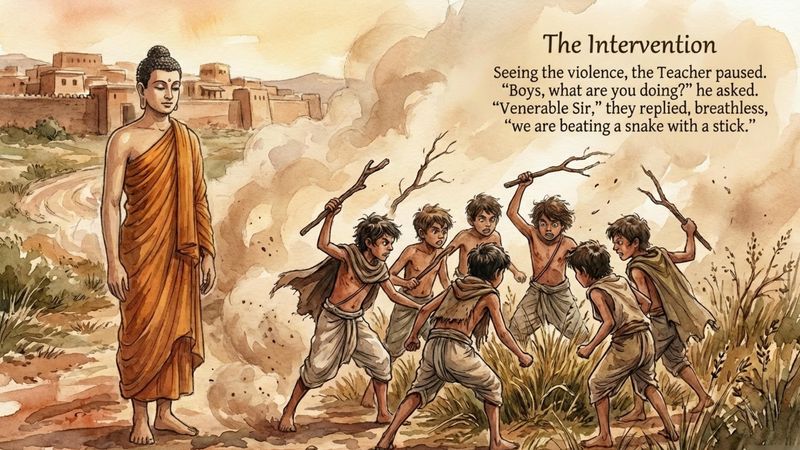 The Intervention
Seeing the violence, the Teacher paused.
“Boys, what are you doing?” he asked.
“Venerable Sir,” they replied, breathless,
“we are beating a snake with a stick.”